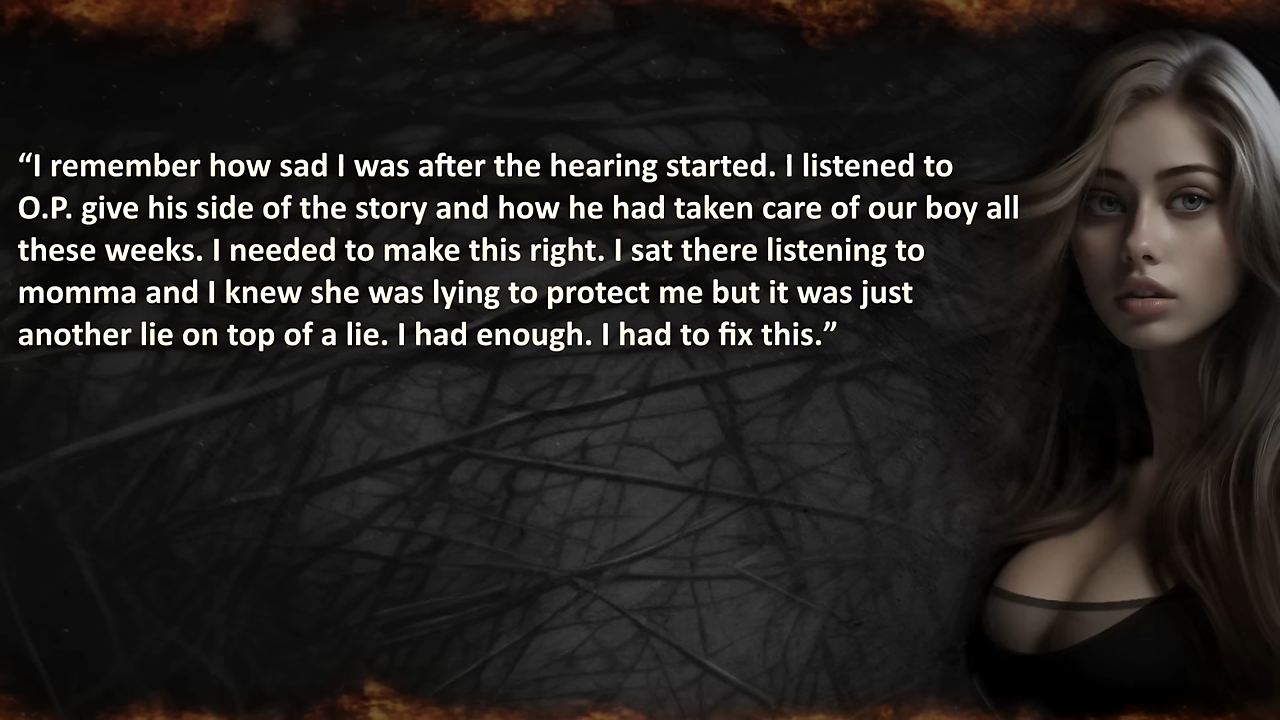 “I remember how sad I was after the hearing started. I listened to
O.P. give his side of the story and how he had taken care of our boy all
these weeks. I needed to make this right. I sat there listening to
momma and I knew she was lying to protect me but it was just
another lie on top of a lie. I had enough. I had to fix this.”